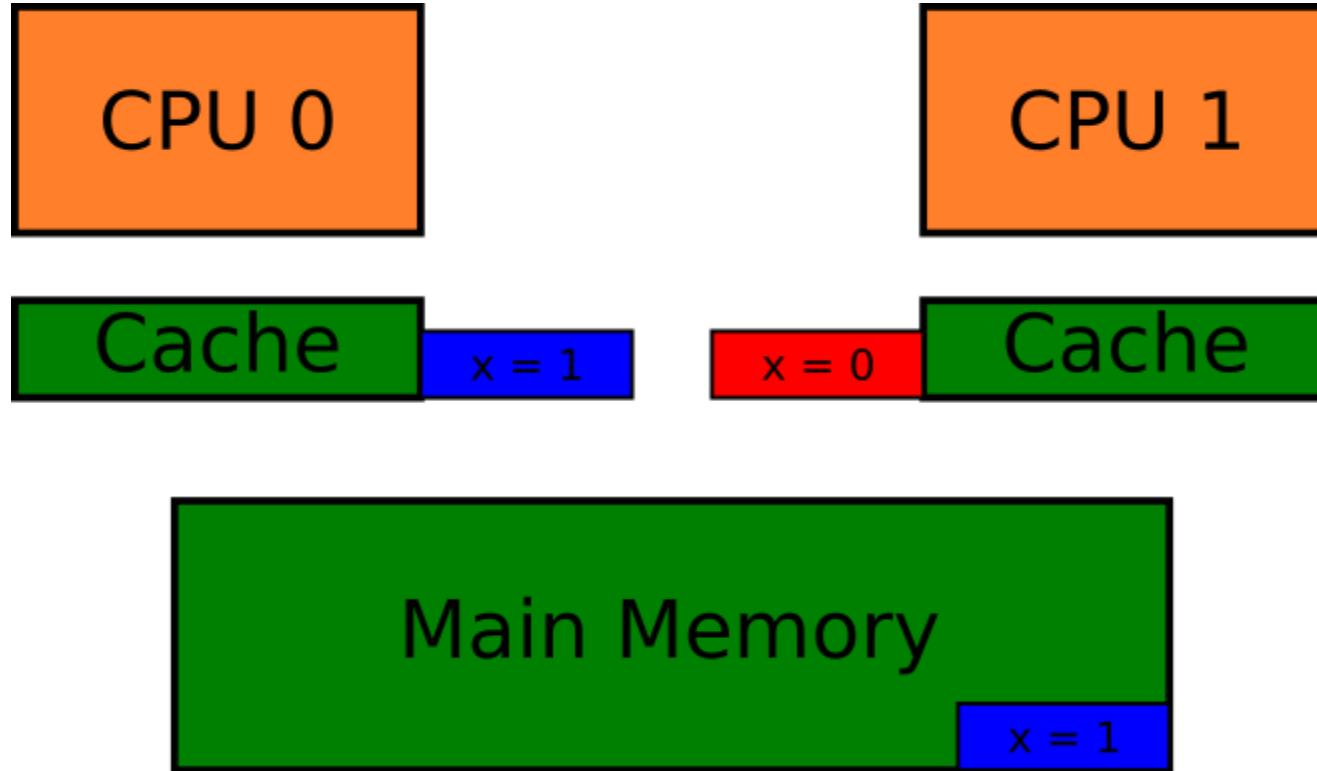 CPU 0
CPU 1
Cache
x = 1
x = 0
Cache
Main Memory
x = 1